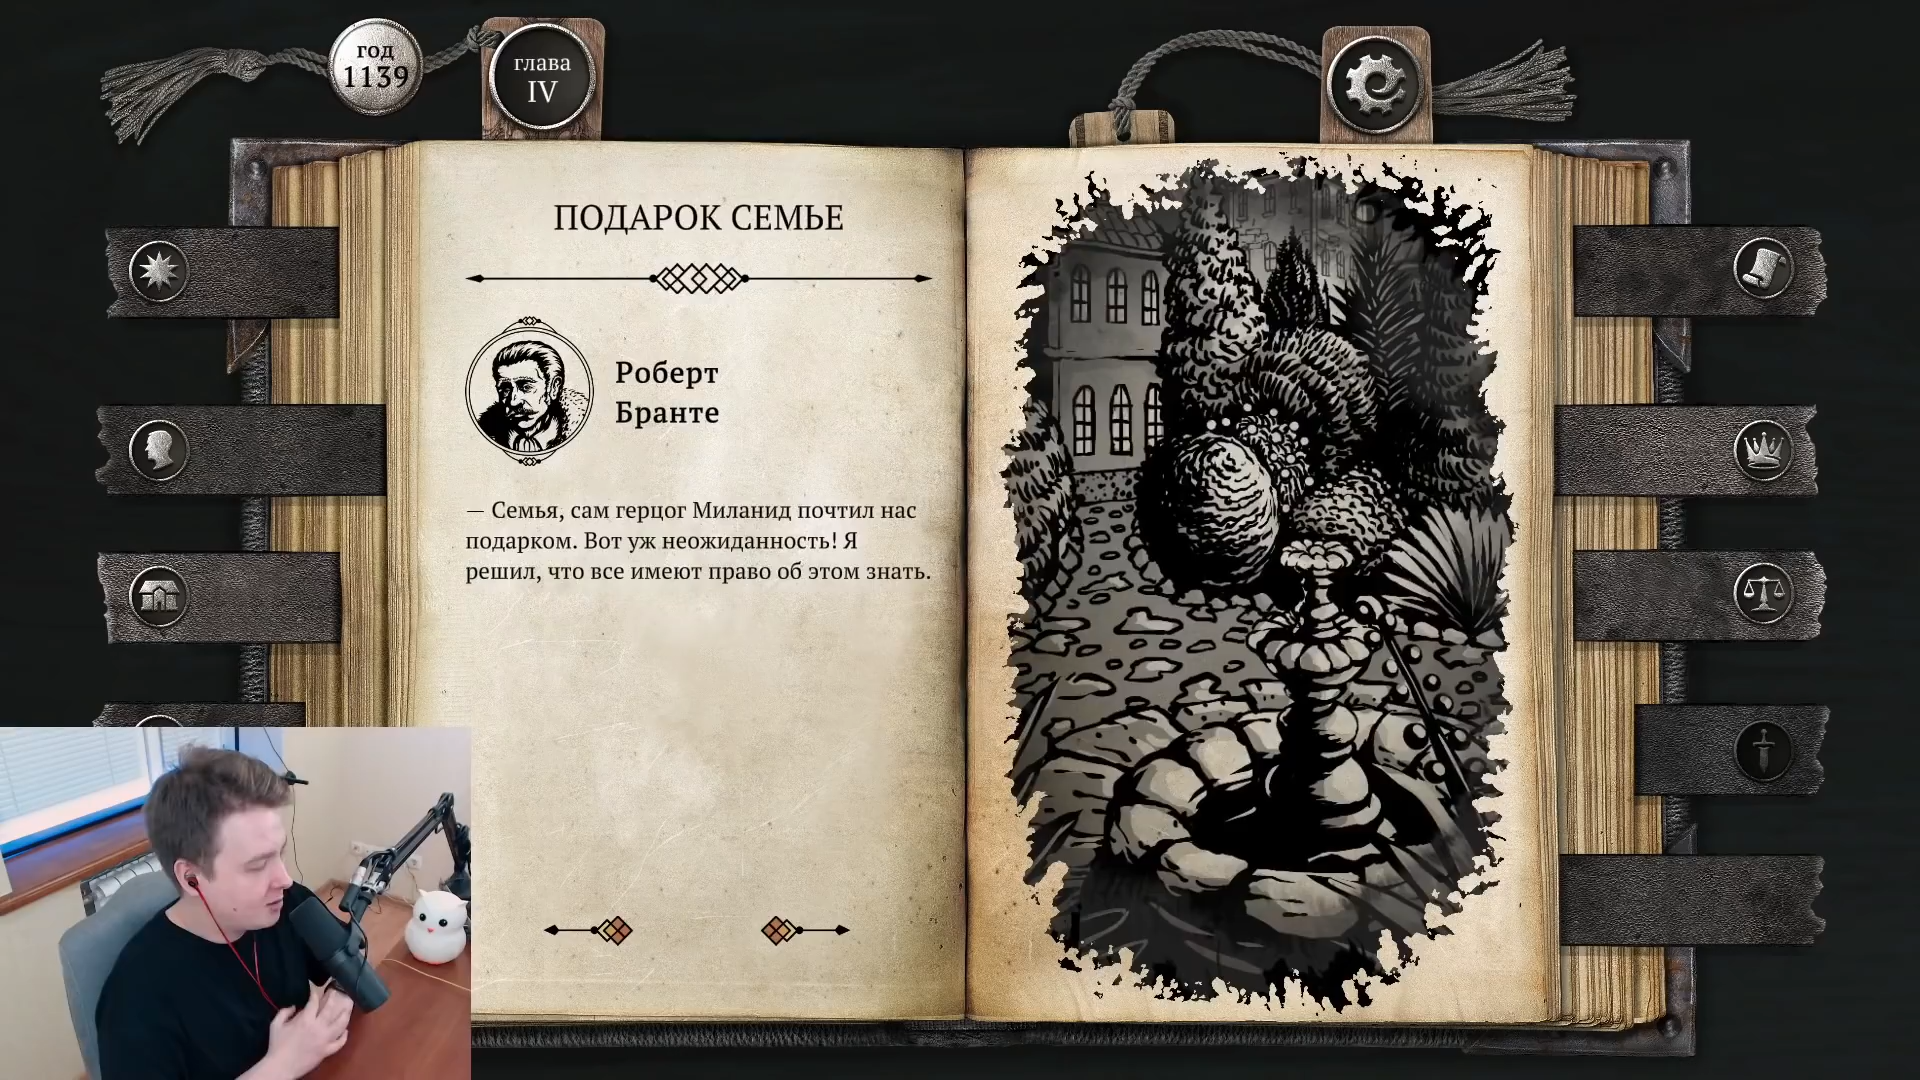 год
1139
глава
IV
ПОДАРОК СЕМЬЕ
Роберт
Бранте
— Семья, сам герцог Миланид почтил нас
подарком. Вот уж неожиданность! Я
решил, что все имеют право об этом знать.